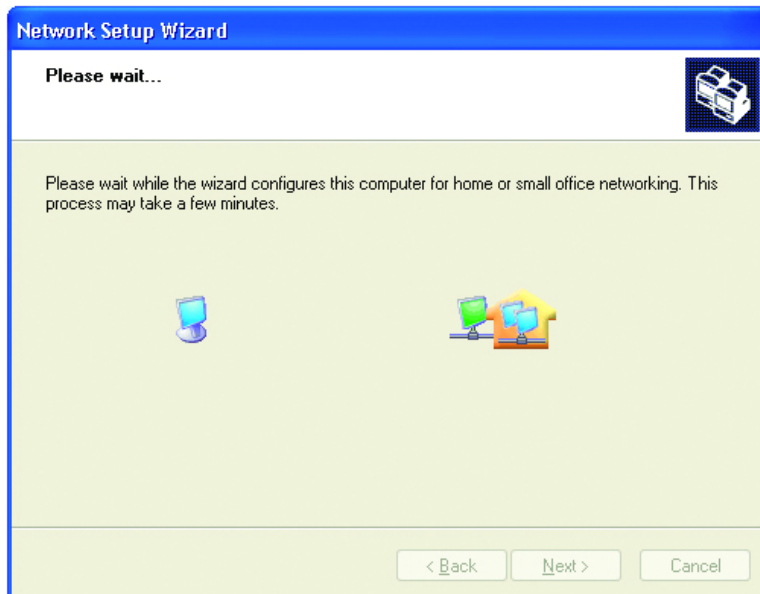 Network Setup Wizard
Please wait...
Please wait while the wizard configures this computer for home or small office networking. This
process may take a few minutes.
< Back
Next >
Cancel